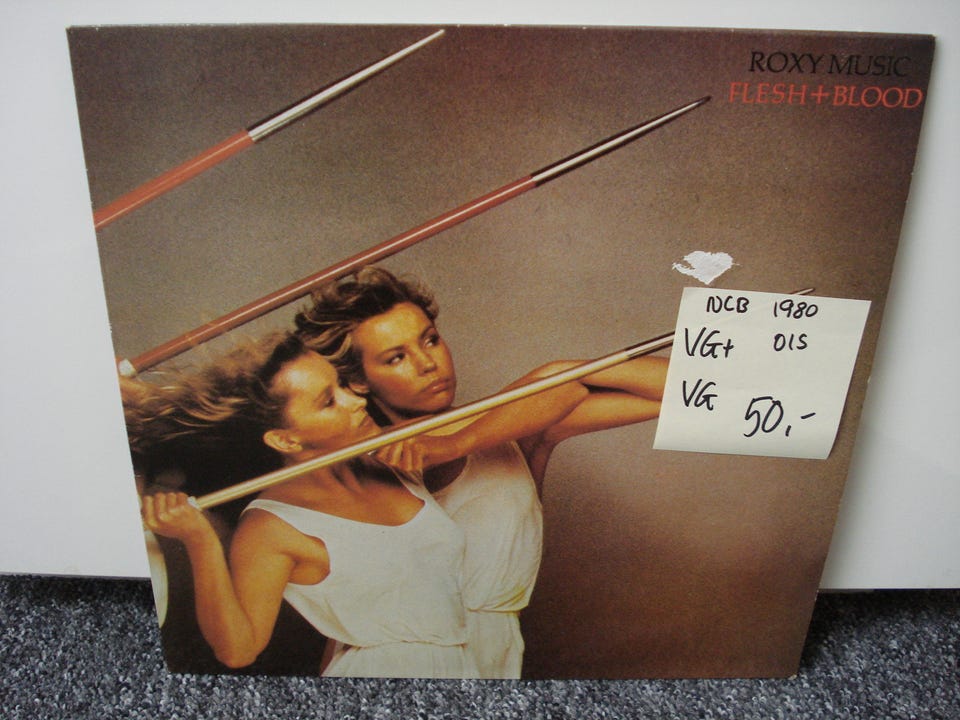 ROXY MUSIC
FLESH+BLOOD
NCB 1980
VG+ OIS
VG 50,-